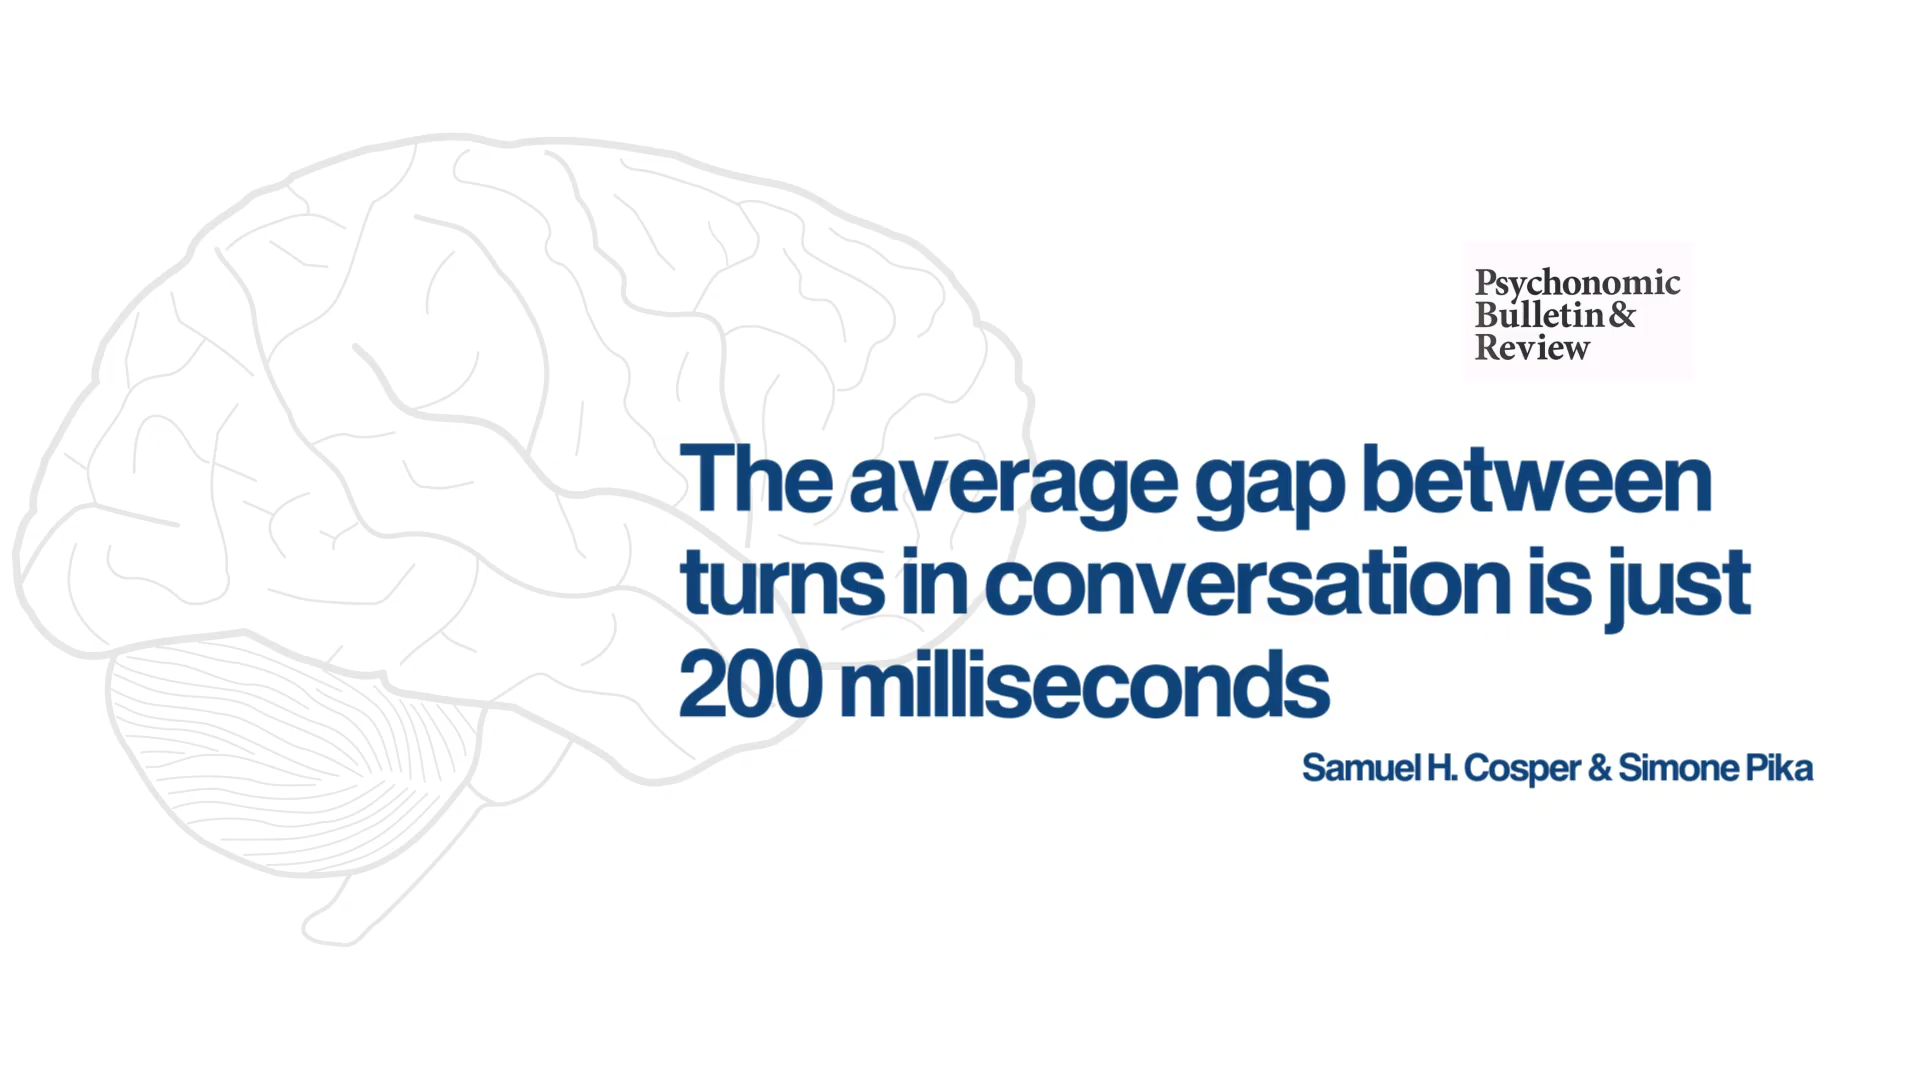 Psychonomic
Bulletin &
Review
The average gap between
turns in conversation is just
200 milliseconds
Samuel H. Cosper & Simone Pika